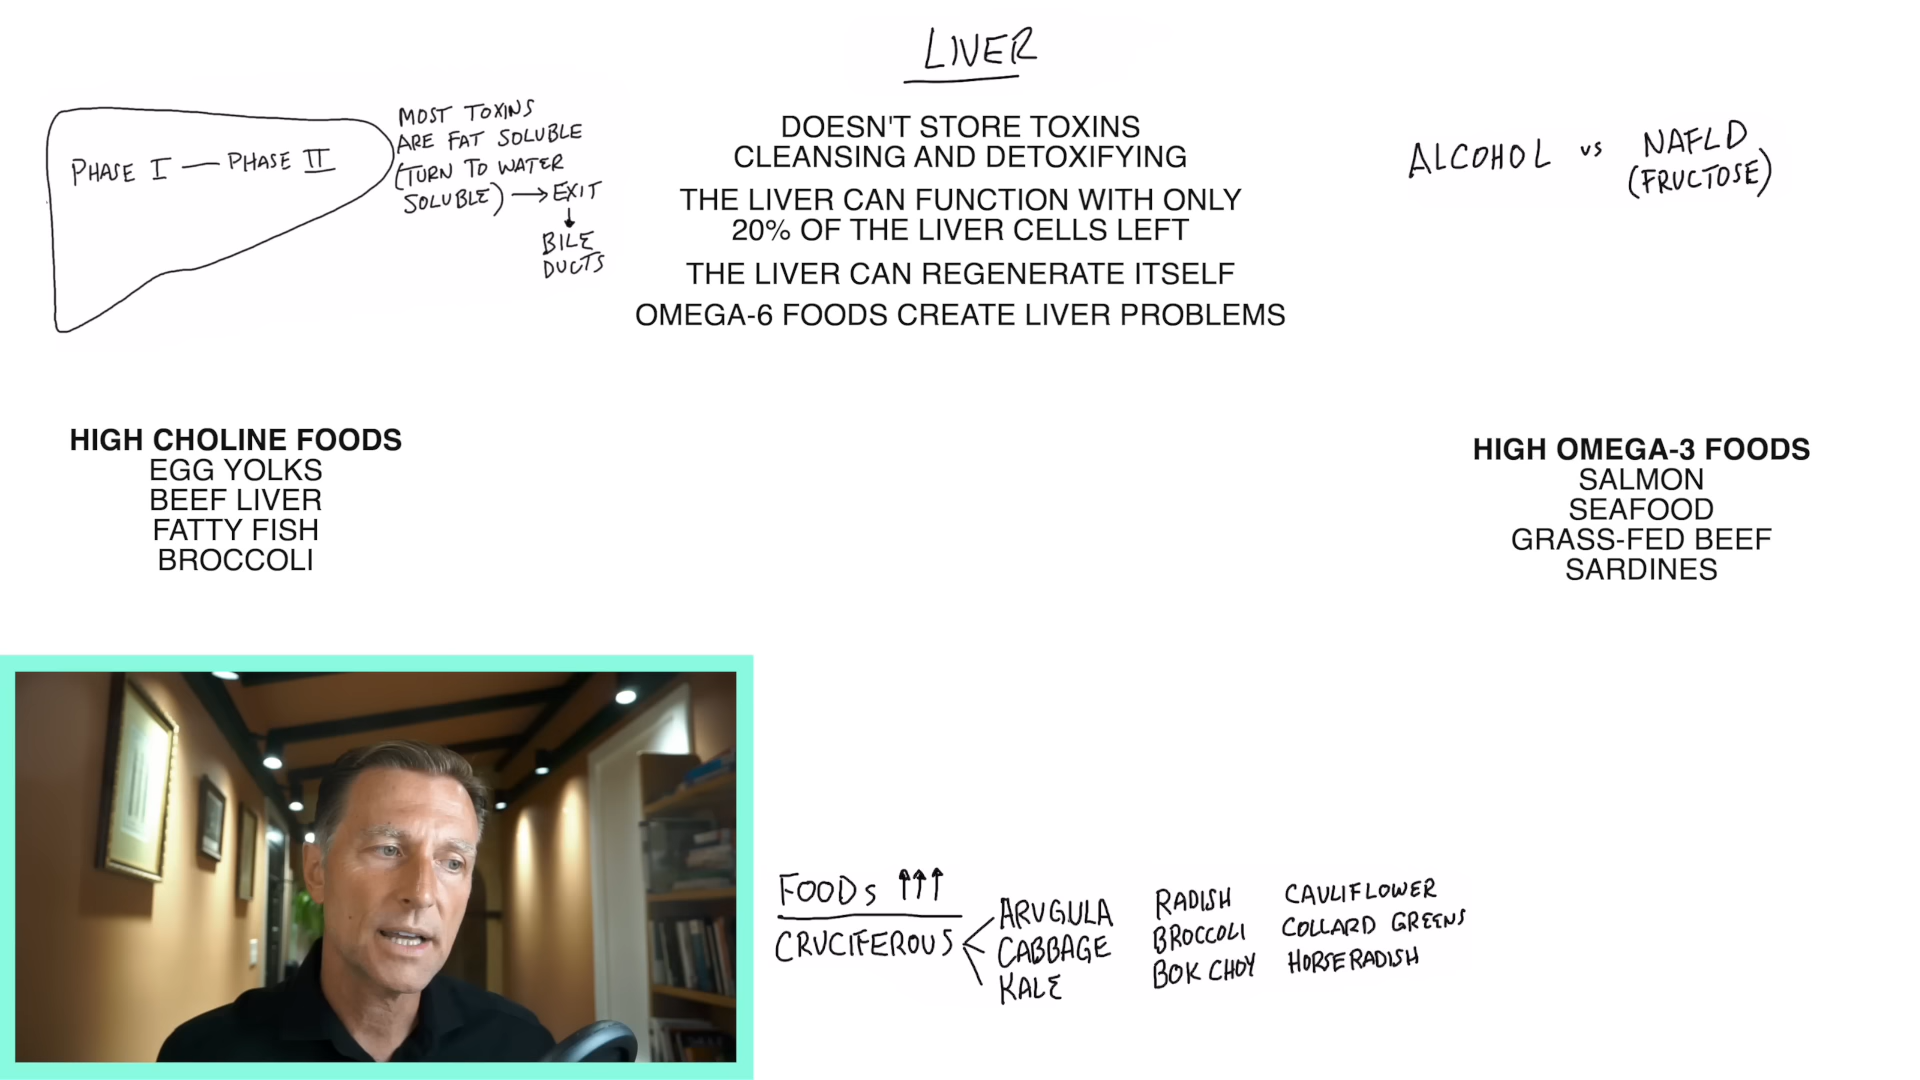 LIVER
PHASE I — PHASE II
MOST TOXINS
ARE FAT SOLUBLE
(TURN TO WATER
SOLUBLE) → EXIT
↓
BILE
DUCTS
DOESN'T STORE TOXINS
CLEANSING AND DETOXIFYING
THE LIVER CAN FUNCTION WITH ONLY
20% OF THE LIVER CELLS LEFT
THE LIVER CAN REGENERATE ITSELF
OMEGA-6 FOODS CREATE LIVER PROBLEMS
ALCOHOL vs NAFLD
(FRUCTOSE)
HIGH CHOLINE FOODS
EGG YOLKS
BEEF LIVER
FATTY FISH
BROCCOLI
HIGH OMEGA-3 FOODS
SALMON
SEAFOOD
GRASS-FED BEEF
SARDINES
FOODS ↑↑↑
CRUCIFEROUS
ARUGULA
CABBAGE
KALE
RADISH
BROCCOLI
BOK CHOY
CAULIFLOWER
COLLARD GREENS
HORSERADISH